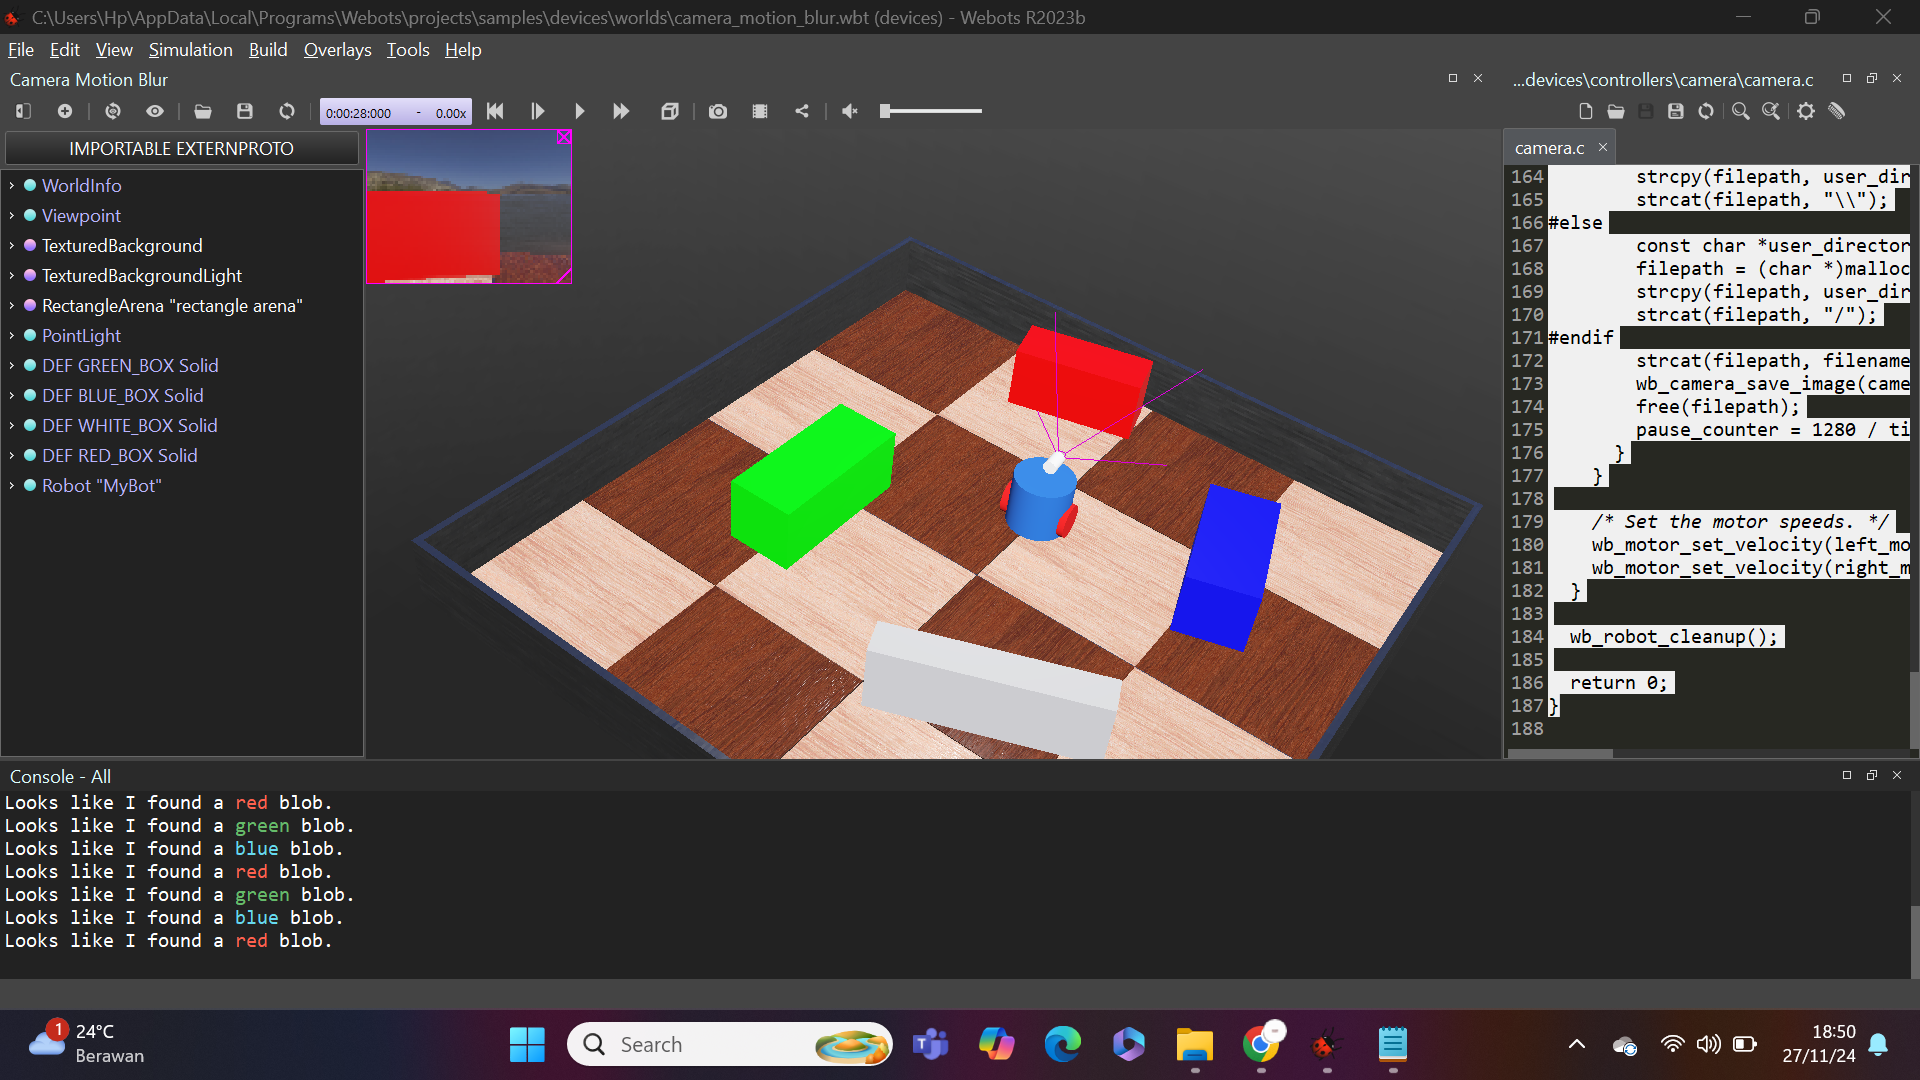 C:\Users\Hp\AppData\Local\Programs\Webots\projects\samples\devices\worlds\camera_motion_blur.wbt (devices) - Webots R2023b
File Edit View Simulation Build Overlays Tools Help
Camera Motion Blur
...devices\controllers\camera\camera.c
0:00:28:000 - 0.00x
IMPORTABLE EXTERNPROTO
WorldInfo
Viewpoint
TexturedBackground
TexturedBackgroundLight
RectangleArena "rectangle arena"
PointLight
DEF GREEN_BOX Solid
DEF BLUE_BOX Solid
DEF WHITE_BOX Solid
DEF RED_BOX Solid
Robot "MyBot"
camera.c
164 strcpy(filepath, user_dir
165 strcat(filepath, "\\");
166 #else
167 const char *user_director
168 filepath = (char *)malloc
169 strcpy(filepath, user_dir
170 strcat(filepath, "/");
171 #endif
172 strcat(filepath, filename
173 wb_camera_save_image(came
174 free(filepath);
175 pause_counter = 1280 / ti
176 }
177 }
178
179 /* Set the motor speeds. */
180 wb_motor_set_velocity(left_mo
181 wb_motor_set_velocity(right_m
182 }
183
184 wb_robot_cleanup();
185
186 return 0;
187 }
188
Console - All
Looks like I found a red blob.
Looks like I found a green blob.
Looks like I found a blue blob.
Looks like I found a red blob.
Looks like I found a green blob.
Looks like I found a blue blob.
Looks like I found a red blob.
1
24°C
Berawan
Search
18:50
27/11/24